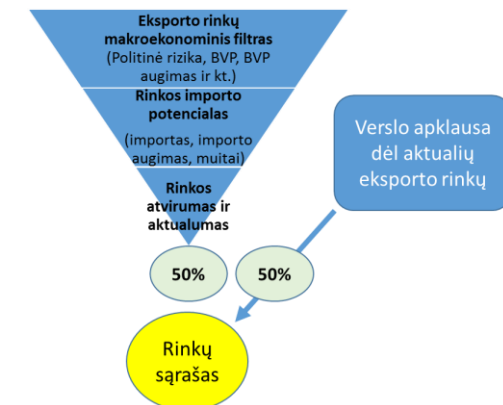 Eksporto rinkų
makroekonominis filtras
(Politinė rizika, BVP, BVP
augimas ir kt.)
Rinkos importo
potencialas
(importas, importo
augimas, muitai)
Rinkos
atvirumas ir
aktualumas
Verslo apklausa
dėl aktualių
eksporto rinkų
50%
50%
Rinkų
sąrašas